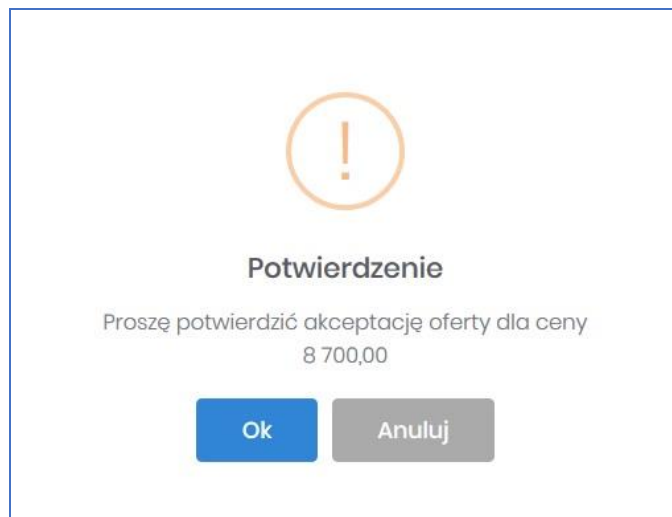 !
Potwierdzenie
Proszę potwierdzić akceptację oferty dla ceny
8 700,00
Ok
Anuluj